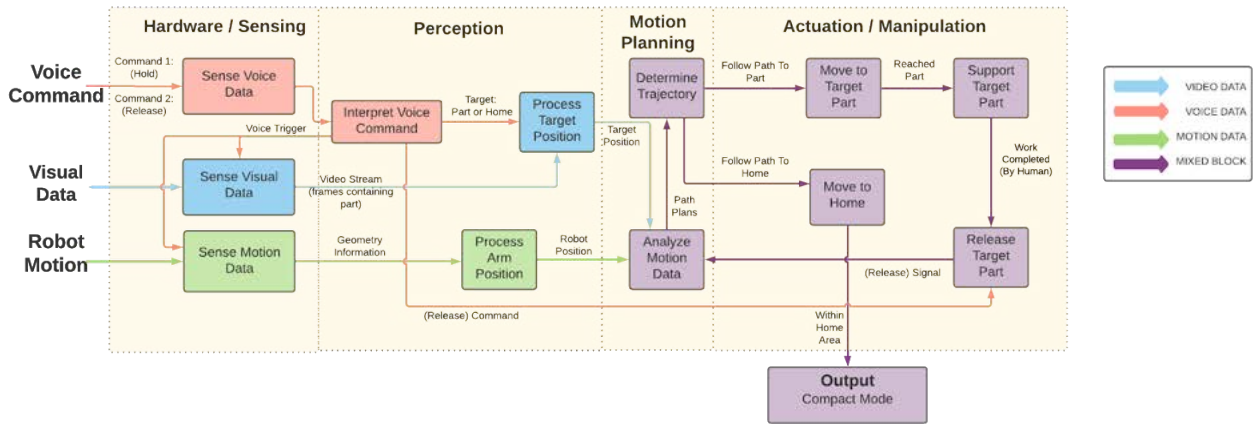 Hardware / Sensing
Perception
Motion
Planning
Actuation / Manipulation
Voice
Command
Command 1:
(Hold)
Command 2:
(Release)
Sense Voice
Data
Voice Trigger
Interpret Voice
Command
Target:
Part or Home
Process
Target
Position
Target
Position
Determine
Trajectory
Follow Path To
Part
Move to
Target
Part
Reached
Part
Support
Target
Part
VIDEO DATA
VOICE DATA
MOTION DATA
MIXED BLOCK
Visual
Data
Sense Visual
Data
Video Stream
(frames containing
part)
Follow Path To
Home
Move to
Home
Work
Completed
(By Human)
Path
Plans
Robot
Motion
Sense Motion
Data
Geometry
Information
Process
Arm
Position
Robot
Position
Analyze
Motion
Data
(Release) Signal
Release
Target
Part
(Release) Command
Within
Home
Area
Output
Compact Mode